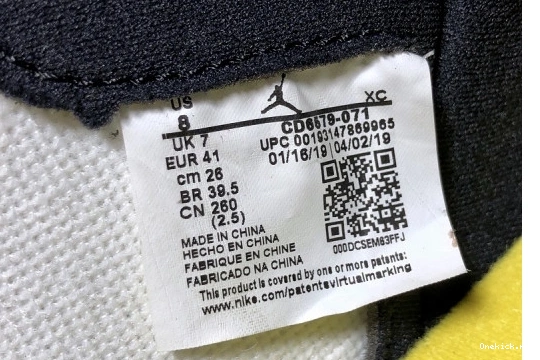 US
8
XC
UK 7
EUR 41
cm 26
BR 39.5
CN 260
(2.5)
CD6579-071
UPC 00193147869965
01/16/19 04/02/19
000DCSEM83FFJ
MADE IN CHINA
HECHO EN CHINA
FABRIQUE EN CHINE
FABRICADO NA CHINA
This product is covered by one or more patents:
www.nike.com/patentsvirtualmarking